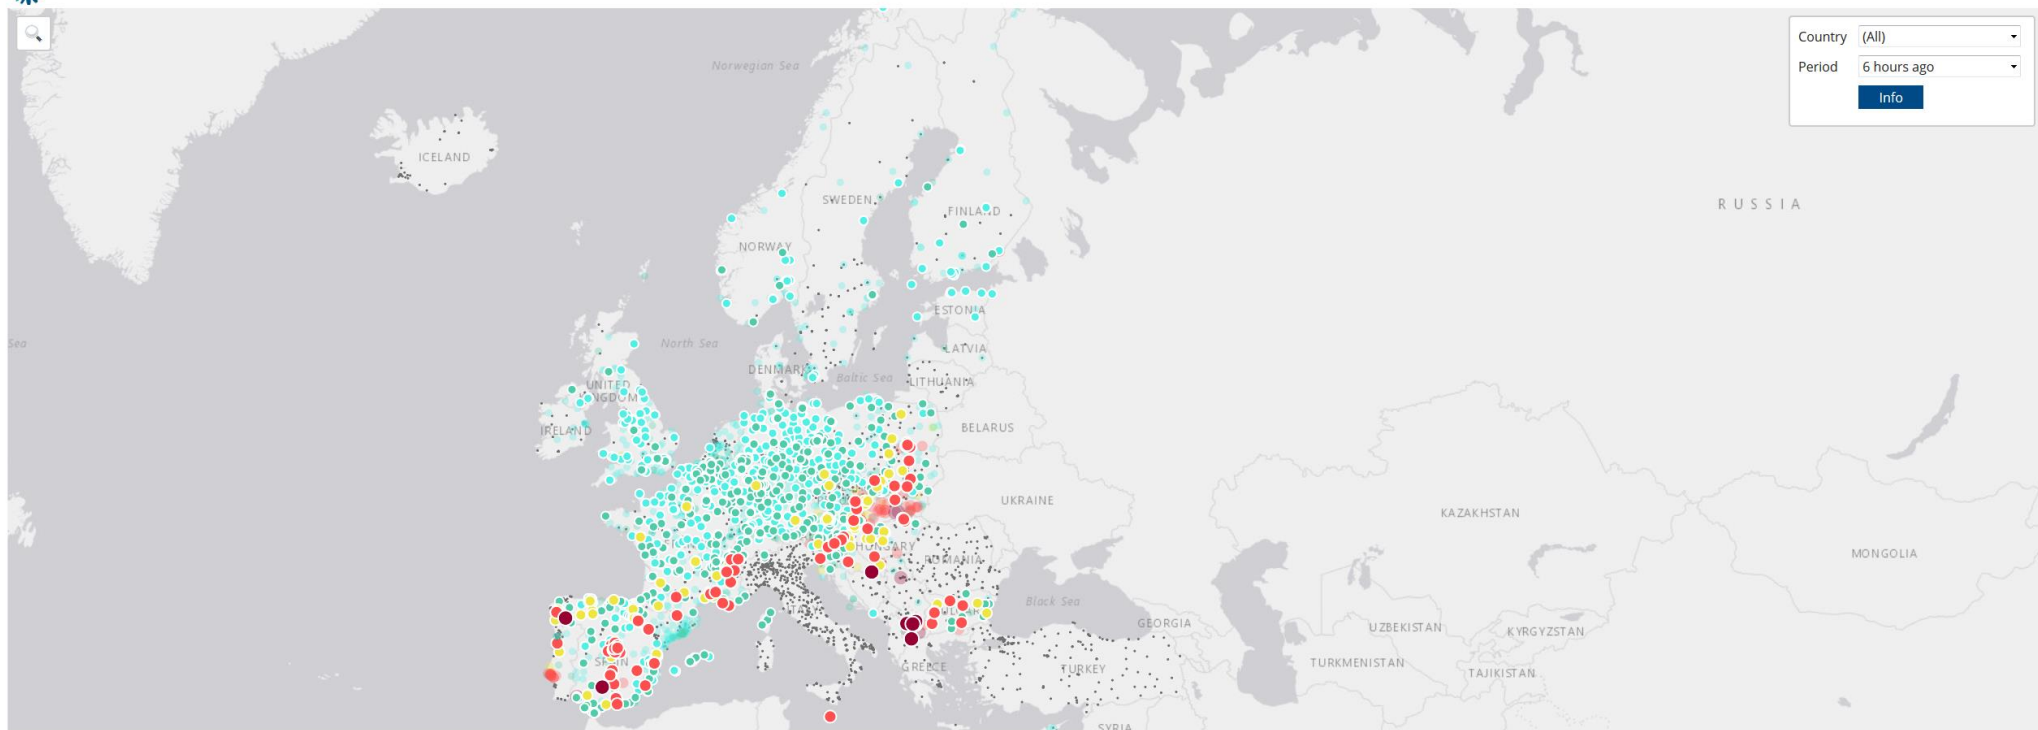 Country (All)
Period 6 hours ago
Info
Norwegian Sea
ICELAND
RUSSIA
SWEDEN
FINLAND
NORWAY
ESTONIA
North Sea
Sea
LATVIA
DENMARK
Baltic Sea
LITHUANIA
UNITED
KINGDOM
BELARUS
IRELAND
UKRAINE
KAZAKHSTAN
HUNGARY
MONGOLIA
ROMANIA
Black Sea
GEORGIA
UZBEKISTAN
KYRGYZSTAN
SPAIN
GREECE
TURKEY
TURKMENISTAN
TAJIKISTAN
SYRIA